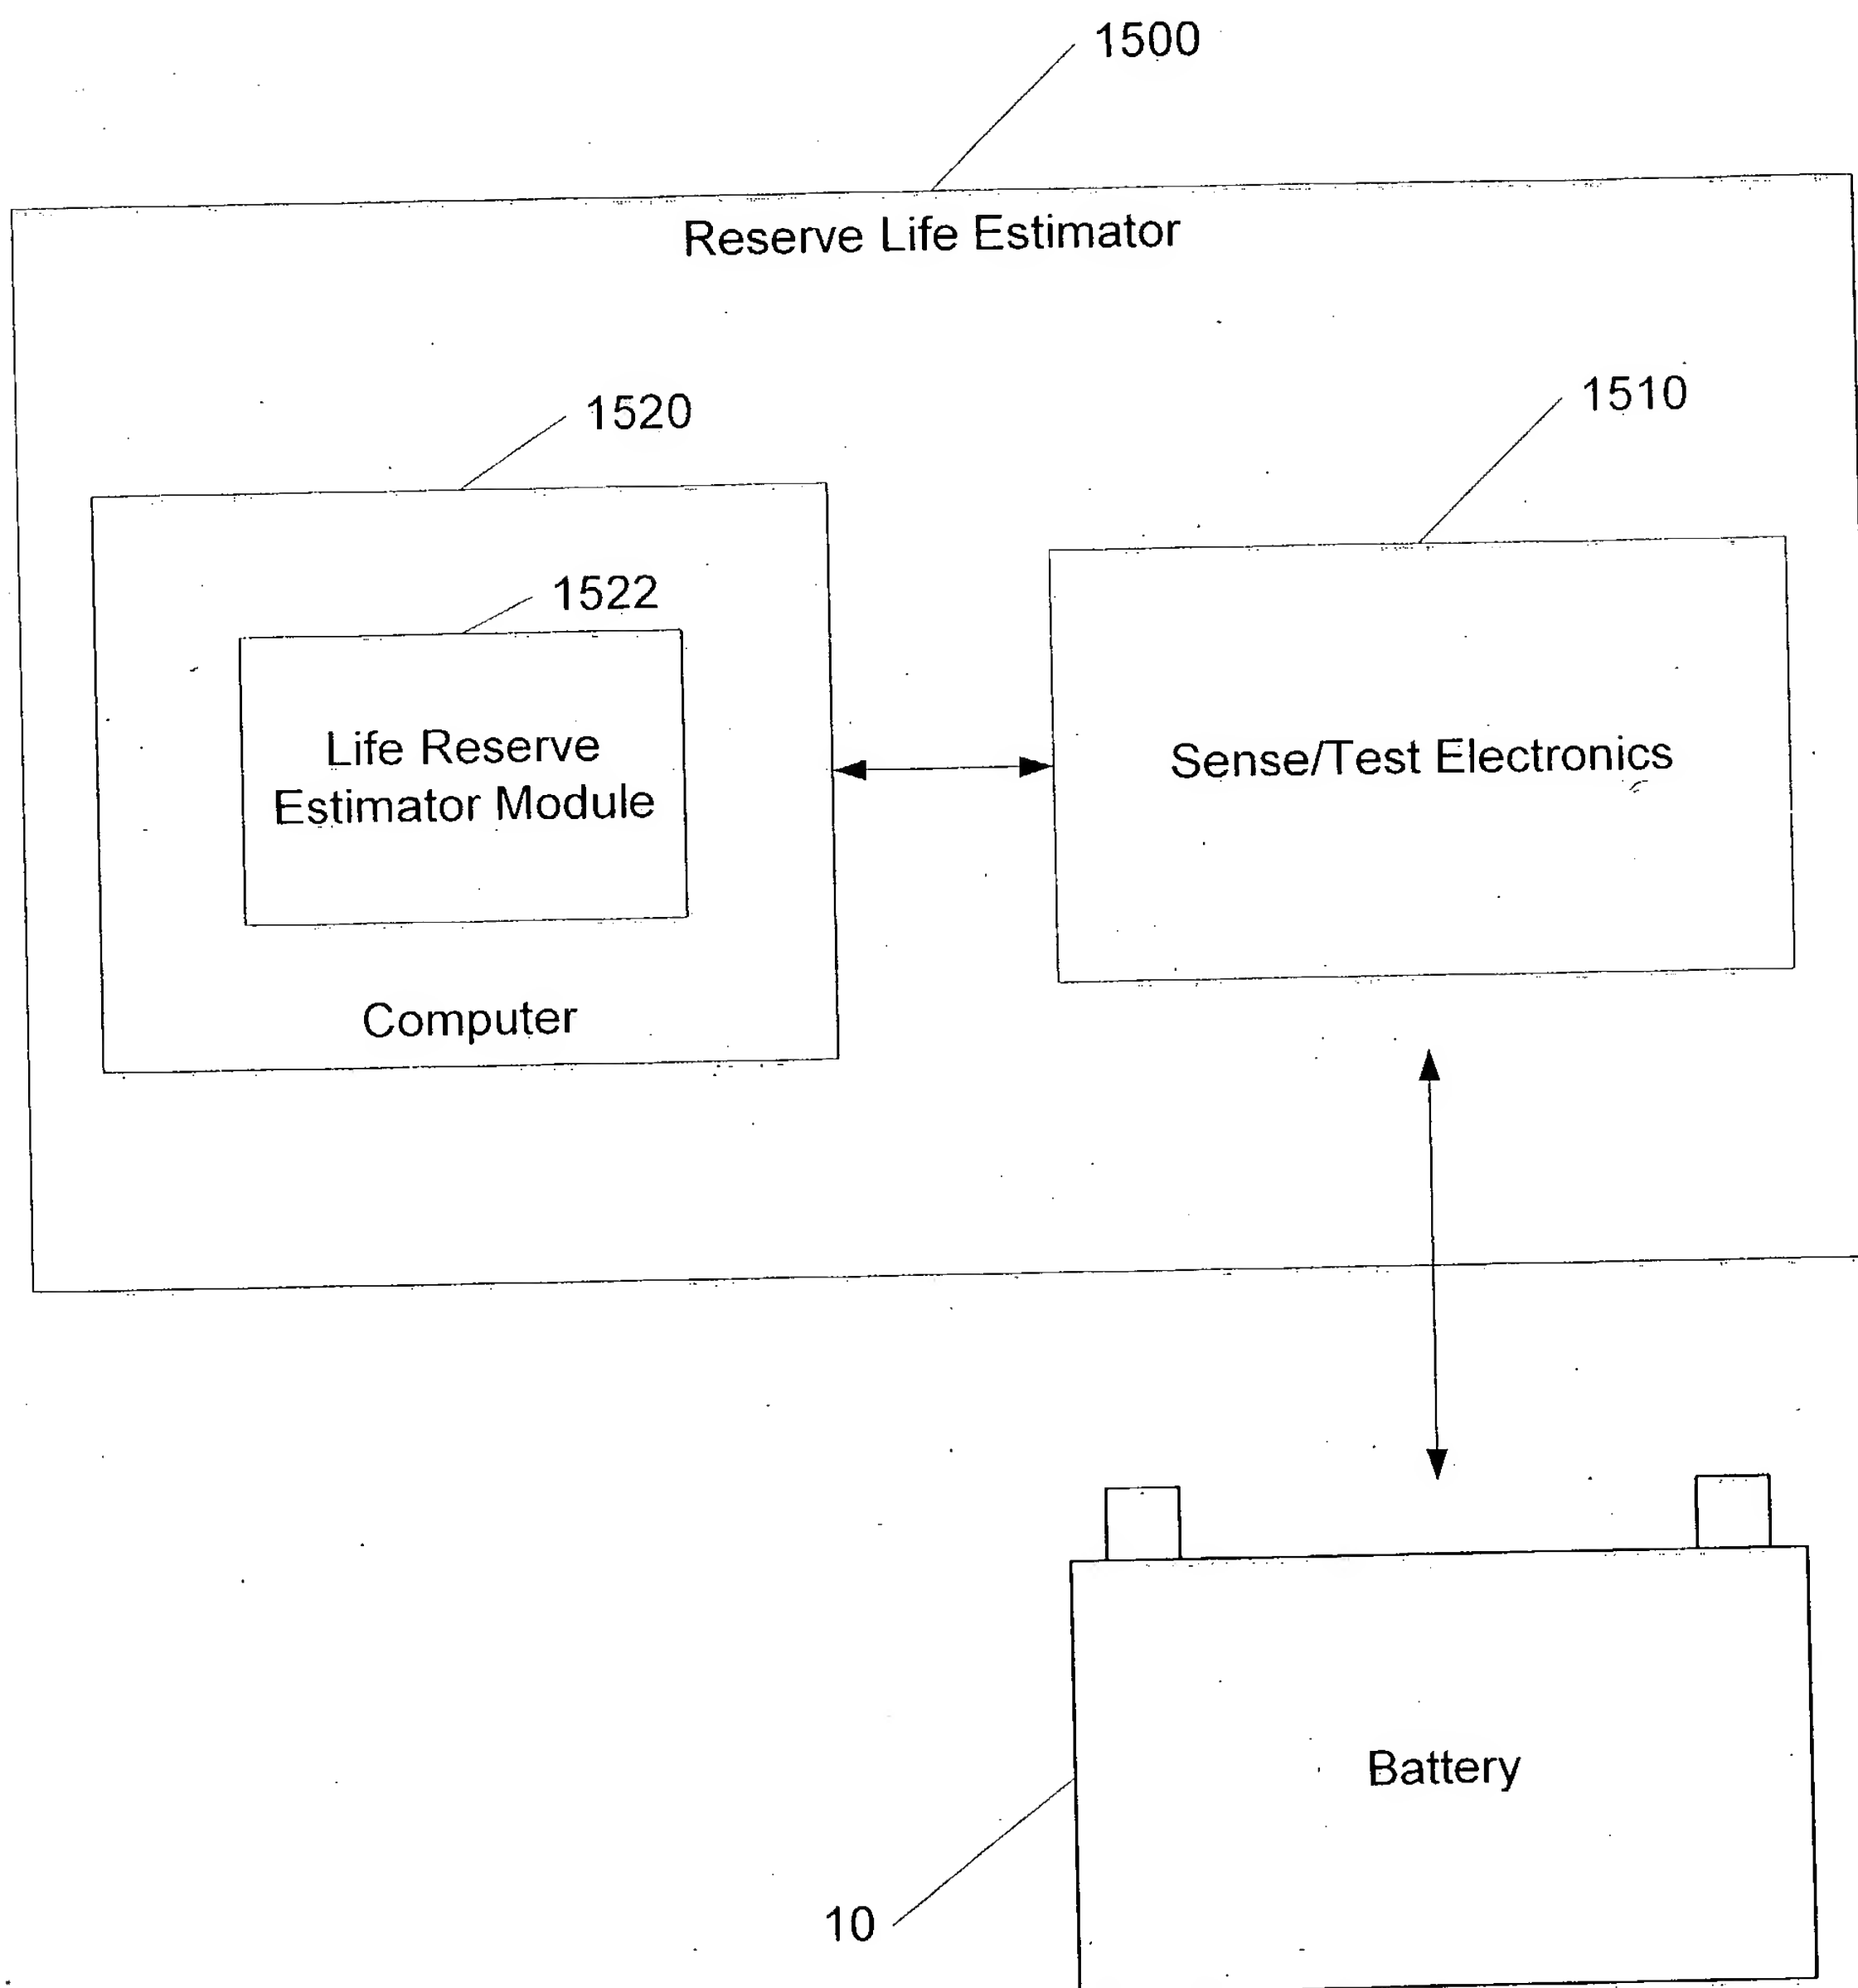 1500
Reserve Life Estimator
1520
1510
1522
Life Reserve
Estimator Module
Sense/Test Electronics
Computer
Battery
10